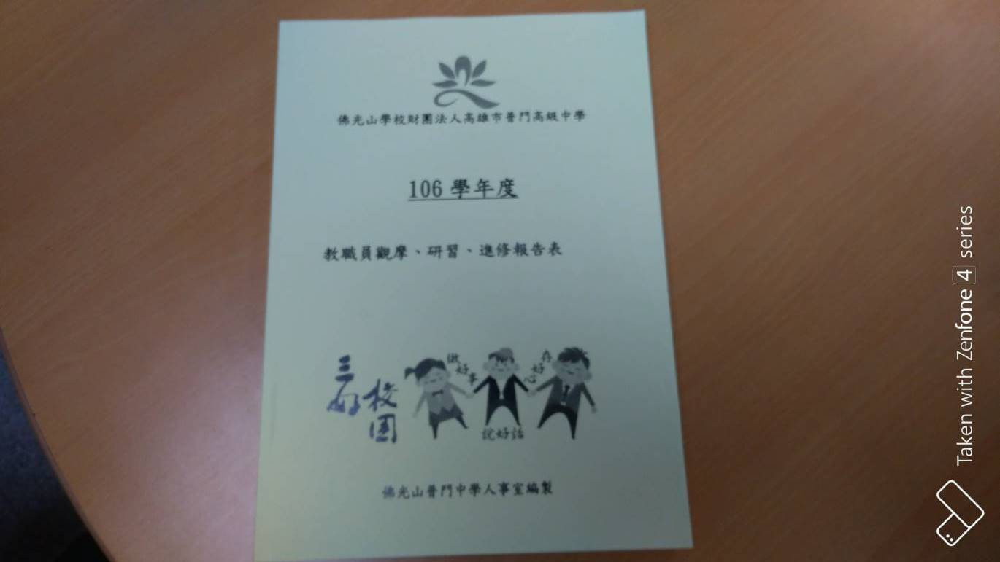 佛光山學校財團法人高雄市普門高級中學
106 學年度
教職員觀摩、研習、進修報告表
三好
校園
做好事
存好心
說好話
佛光山普門中學人事室編製
Taken with Zenfone 4 series